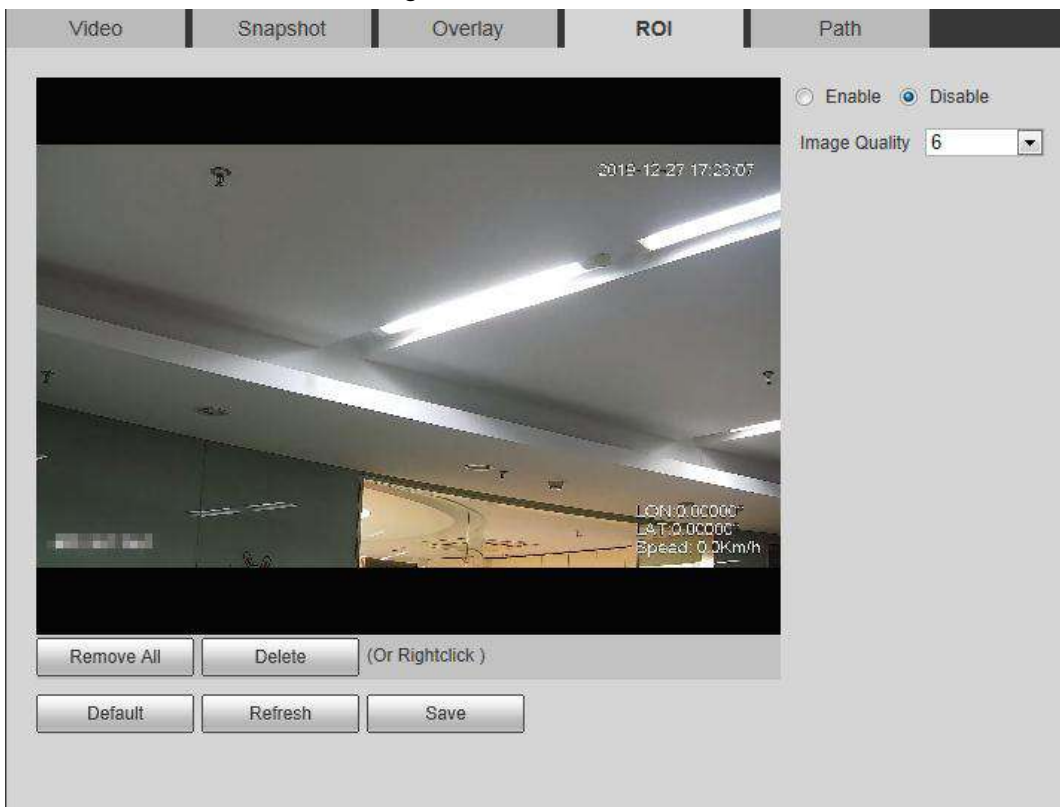 Video Snapshot Overlay ROI Path
Enable Disable
Image Quality 6
2019-12-27 17:23:07
LON:0.00000°
LAT:0.00000°
Speed: 0.0Km/h
Remove All Delete (Or Rightclick )
Default Refresh Save